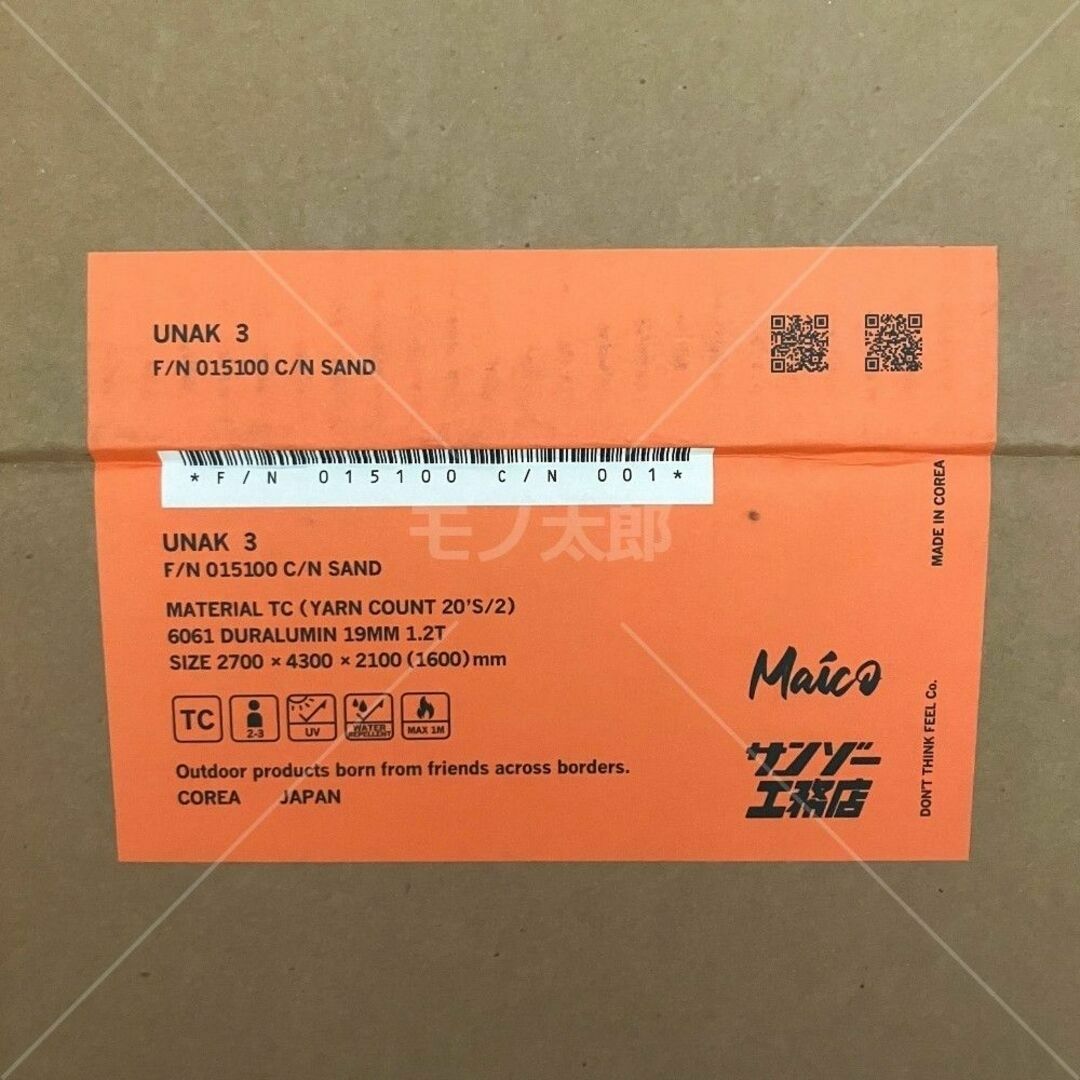 UNAK 3
F/N 015100 C/N SAND
*F/N 015100 C/N 001*
モノ太郎
UNAK 3
F/N 015100 C/N SAND
MATERIAL TC (YARN COUNT 20'S/2)
6061 DURALUMIN 19MM 1.2T
SIZE 2700 × 4300 × 2100 (1600)mm
TC
2-3
UV
WATER
REPELLENT
MAX 1M
Outdoor products born from friends across borders.
COREA JAPAN
MADE IN COREA
Maico
サンゾー
工務店
DON'T THINK FEEL Co.